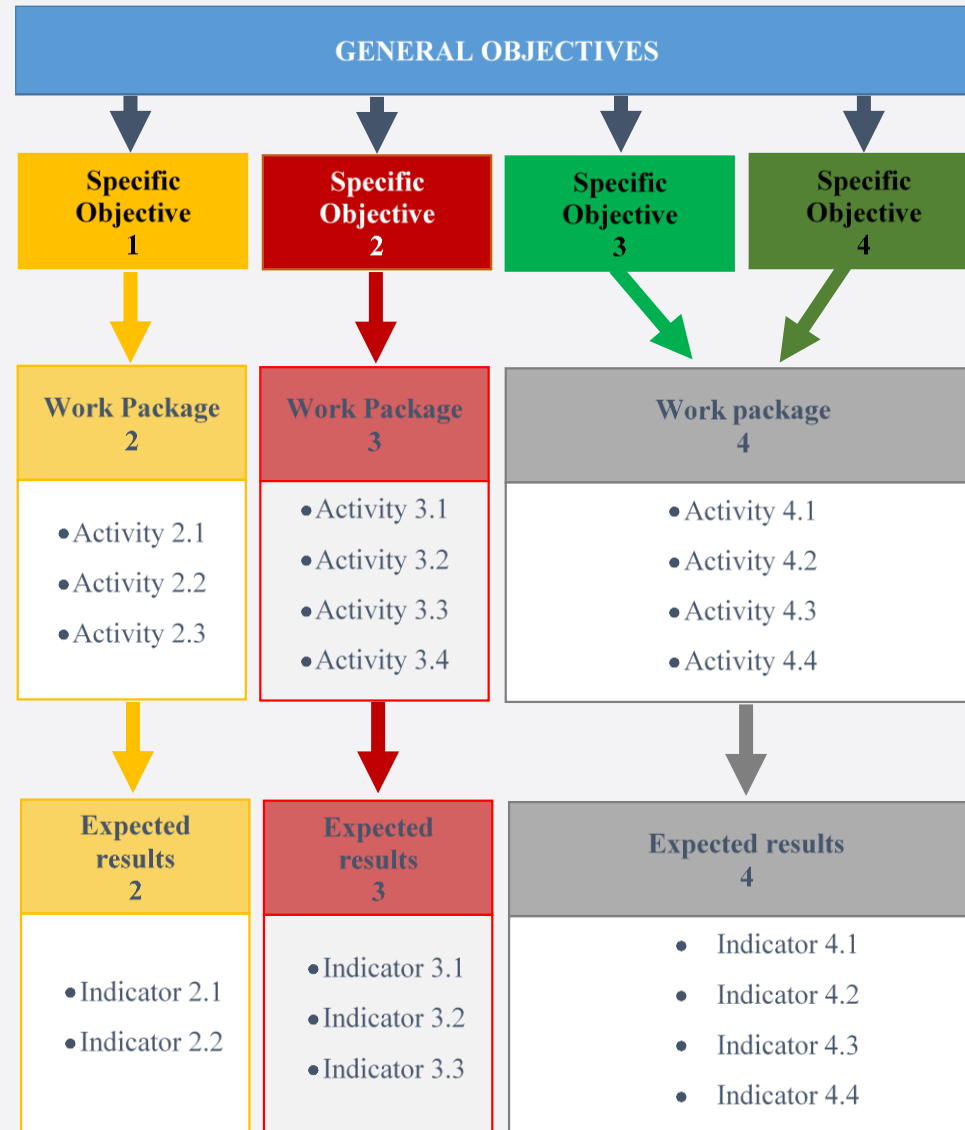 GENERAL OBJECTIVES
Specific
Objective
1
Specific
Objective
2
Specific
Objective
3
Specific
Objective
4
Work Package
2
•Activity 2.1
•Activity 2.2
•Activity 2.3
Work Package
3
•Activity 3.1
•Activity 3.2
•Activity 3.3
•Activity 3.4
Work package
4
•Activity 4.1
•Activity 4.2
•Activity 4.3
•Activity 4.4
Expected
results
2
•Indicator 2.1
•Indicator 2.2
Expected
results
3
•Indicator 3.1
•Indicator 3.2
•Indicator 3.3
Expected results
4
• Indicator 4.1
• Indicator 4.2
• Indicator 4.3
• Indicator 4.4